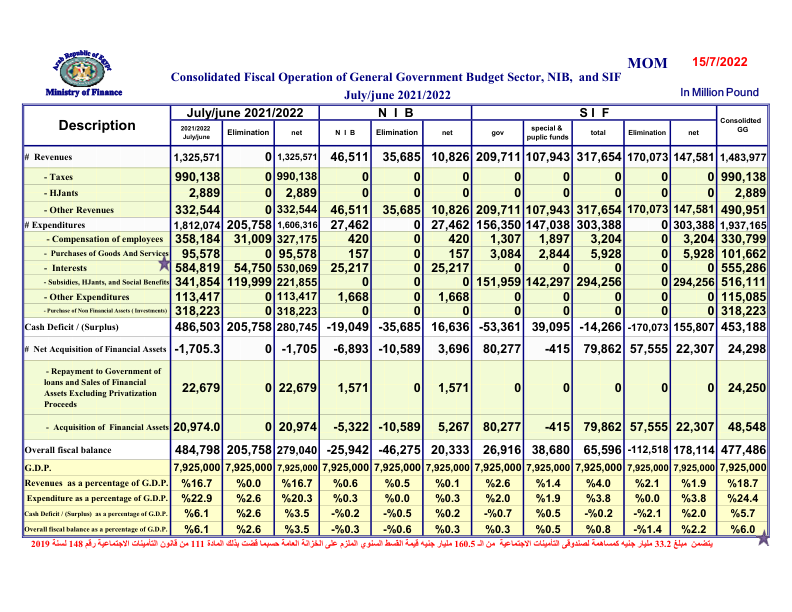 Arab Republic of Egypt
Ministry of Finance
MOM 15/7/2022
Consolidated Fiscal Operation of General Government Budget Sector, NIB, and SIF
July/june 2021/2022
In Million Pound
Description July/june 2021/2022 N I B S I F Consolidted GG
2021/2022 July/june Elimination net N I B Elimination net gov special & puplic funds total Elimination net
# Revenues 1,325,571 0 1,325,571 46,511 35,685 10,826 209,711 107,943 317,654 170,073 147,581 1,483,977
- Taxes 990,138 0 990,138 0 0 0 0 0 0 0 0 990,138
- HJants 2,889 0 2,889 0 0 0 0 0 0 0 0 2,889
- Other Revenues 332,544 0 332,544 46,511 35,685 10,826 209,711 107,943 317,654 170,073 147,581 490,951
# Expenditures 1,812,074 205,758 1,606,316 27,462 0 27,462 156,350 147,038 303,388 0 303,388 1,937,165
- Compensation of employees 358,184 31,009 327,175 420 0 420 1,307 1,897 3,204 0 3,204 330,799
- Purchases of Goods And Services 95,578 0 95,578 157 0 157 3,084 2,844 5,928 0 5,928 101,662
- Interests 584,819 54,750 530,069 25,217 0 25,217 0 0 0 0 0 555,286
- Subsidies, HJants, and Social Benefits 341,854 119,999 221,855 0 0 0 151,959 142,297 294,256 0 294,256 516,111
- Other Expenditures 113,417 0 113,417 1,668 0 1,668 0 0 0 0 0 115,085
- Purchase of Non Financial Assets ( Investments) 318,223 0 318,223 0 0 0 0 0 0 0 0 318,223
Cash Deficit / (Surplus) 486,503 205,758 280,745 -19,049 -35,685 16,636 -53,361 39,095 -14,266 -170,073 155,807 453,188
# Net Acquisition of Financial Assets -1,705.3 0 -1,705 -6,893 -10,589 3,696 80,277 -415 79,862 57,555 22,307 24,298
- Repayment to Government of
loans and Sales of Financial
Assets Excluding Privatization
Proceeds 22,679 0 22,679 1,571 0 1,571 0 0 0 0 0 24,250
- Acquisition of Financial Assets 20,974.0 0 20,974 -5,322 -10,589 5,267 80,277 -415 79,862 57,555 22,307 48,548
Overall fiscal balance 484,798 205,758 279,040 -25,942 -46,275 20,333 26,916 38,680 65,596 -112,518 178,114 477,486
G.D.P. 7,925,000 7,925,000 7,925,000 7,925,000 7,925,000 7,925,000 7,925,000 7,925,000 7,925,000 7,925,000 7,925,000 7,925,000
Revenues as a percentage of G.D.P. %16.7 %0.0 %16.7 %0.6 %0.5 %0.1 %2.6 %1.4 %4.0 %2.1 %1.9 %18.7
Expenditure as a percentage of G.D.P. %22.9 %2.6 %20.3 %0.3 %0.0 %0.3 %2.0 %1.9 %3.8 %0.0 %3.8 %24.4
Cash Deficit / (Surplus) as a percentage of G.D.P. %6.1 %2.6 %3.5 -%0.2 -%0.5 %0.2 -%0.7 %0.5 -%0.2 -%2.1 %2.0 %5.7
Overall fiscal balance as a percentage of G.D.P. %6.1 %2.6 %3.5 -%0.3 -%0.6 %0.3 %0.3 %0.5 %0.8 -%1.4 %2.2 %6.0
يتضمن مبلغ 33.2 مليار جنيه كمساهمة لصندوقى التأمينات الاجتماعية من الـ 160.5 مليار جنيه قيمة القسط السنوي الملزم على الخزانة العامة حسبما قضت بذلك المادة 111 من قانون التأمينات الاجتماعية رقم 148 لسنة 2019